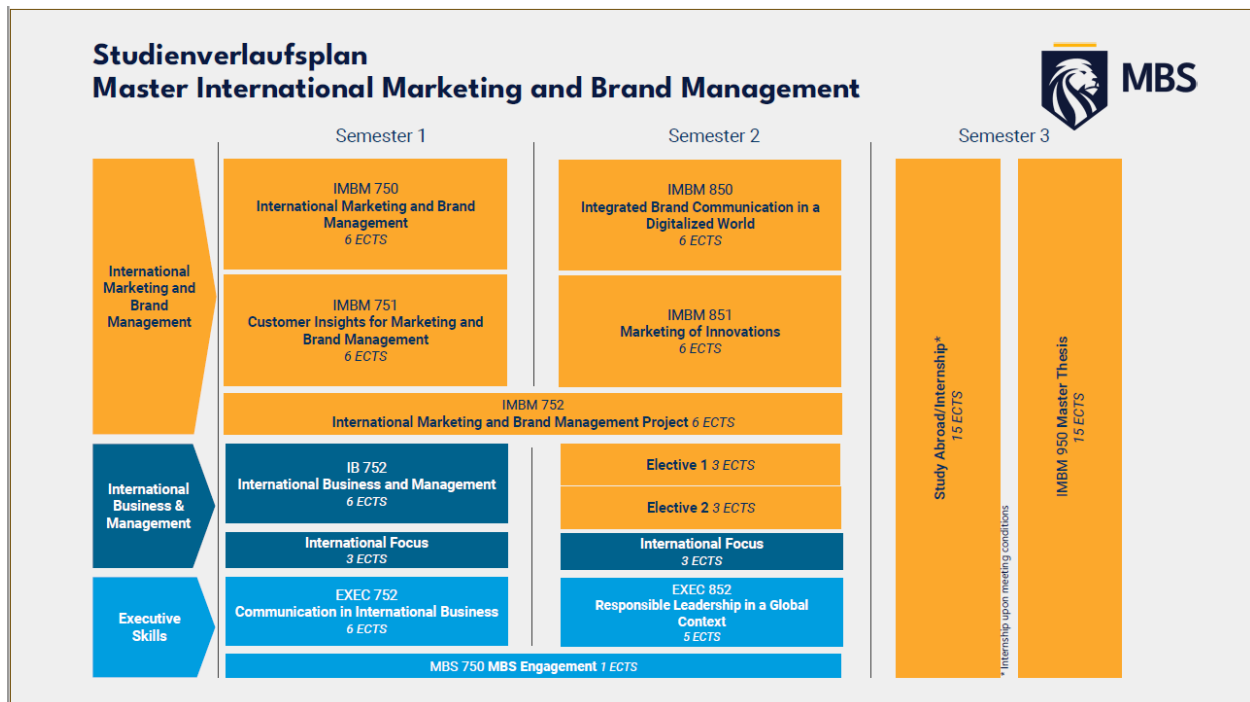 Studienverlaufsplan
Master International Marketing and Brand Management
MBS
Semester 1
Semester 2
Semester 3
International
Marketing and
Brand
Management
IMBM 750
International Marketing and Brand
Management
6 ECTS
IMBM 850
Integrated Brand Communication in a
Digitalized World
6 ECTS
IMBM 751
Customer Insights for Marketing and
Brand Management
6 ECTS
IMBM 851
Marketing of Innovations
6 ECTS
IMBM 752
International Marketing and Brand Management Project 6 ECTS
International
Business &
Management
IB 752
International Business and Management
6 ECTS
Elective 1 3 ECTS
Elective 2 3 ECTS
International Focus
3 ECTS
International Focus
3 ECTS
Executive
Skills
EXEC 752
Communication in International Business
6 ECTS
EXEC 852
Responsible Leadership in a Global
Context
5 ECTS
MBS 750 MBS Engagement 1 ECTS
Study Abroad/Internship*
15 ECTS
* Internship upon meeting conditions
IMBM 950 Master Thesis
15 ECTS